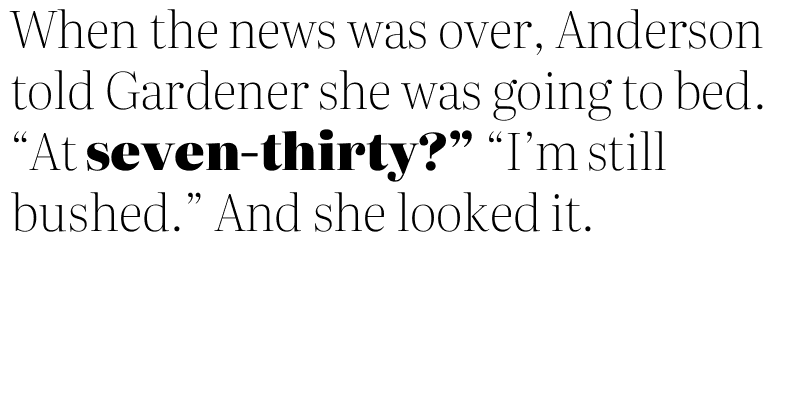 When the news was over, Anderson
told Gardener she was going to bed.
“At seven-thirty?” “I’m still
bushed.” And she looked it.